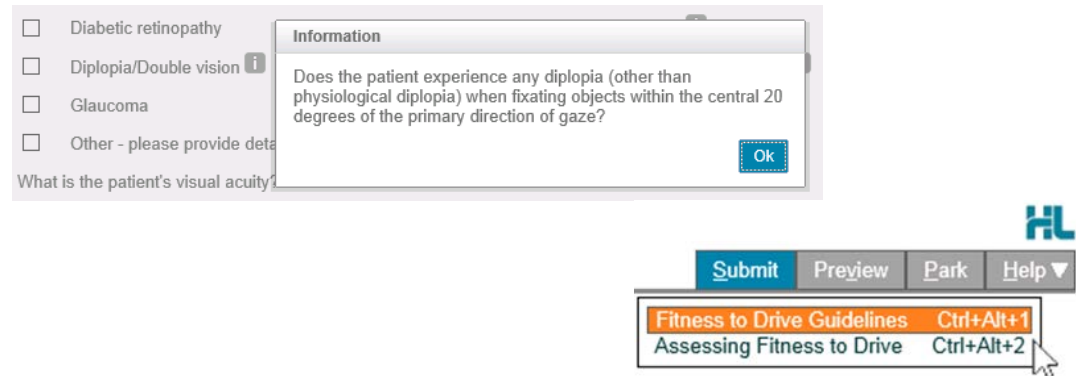 Diabetic retinopathy
Diplopia/Double vision i
Glaucoma
Other - please provide deta
What is the patient's visual acuity?
Information
Does the patient experience any diplopia (other than
physiological diplopia) when fixating objects within the central 20
degrees of the primary direction of gaze?
Ok
HL
Submit Preview Park Help ▼
Fitness to Drive Guidelines Ctrl+Alt+1
Assessing Fitness to Drive Ctrl+Alt+2